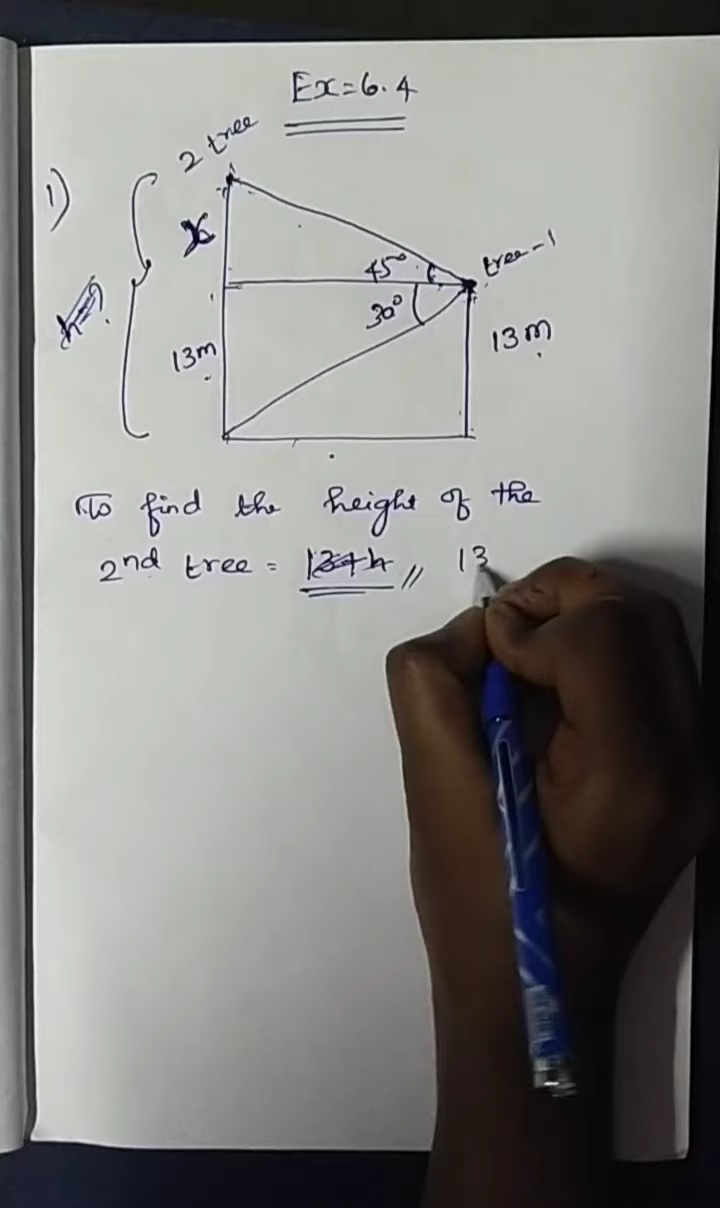 Ex=6.4
2 tree
1)
x
45°
tree-1
30°
13m
13m
To find the height of the
2nd tree = 13+h // 13